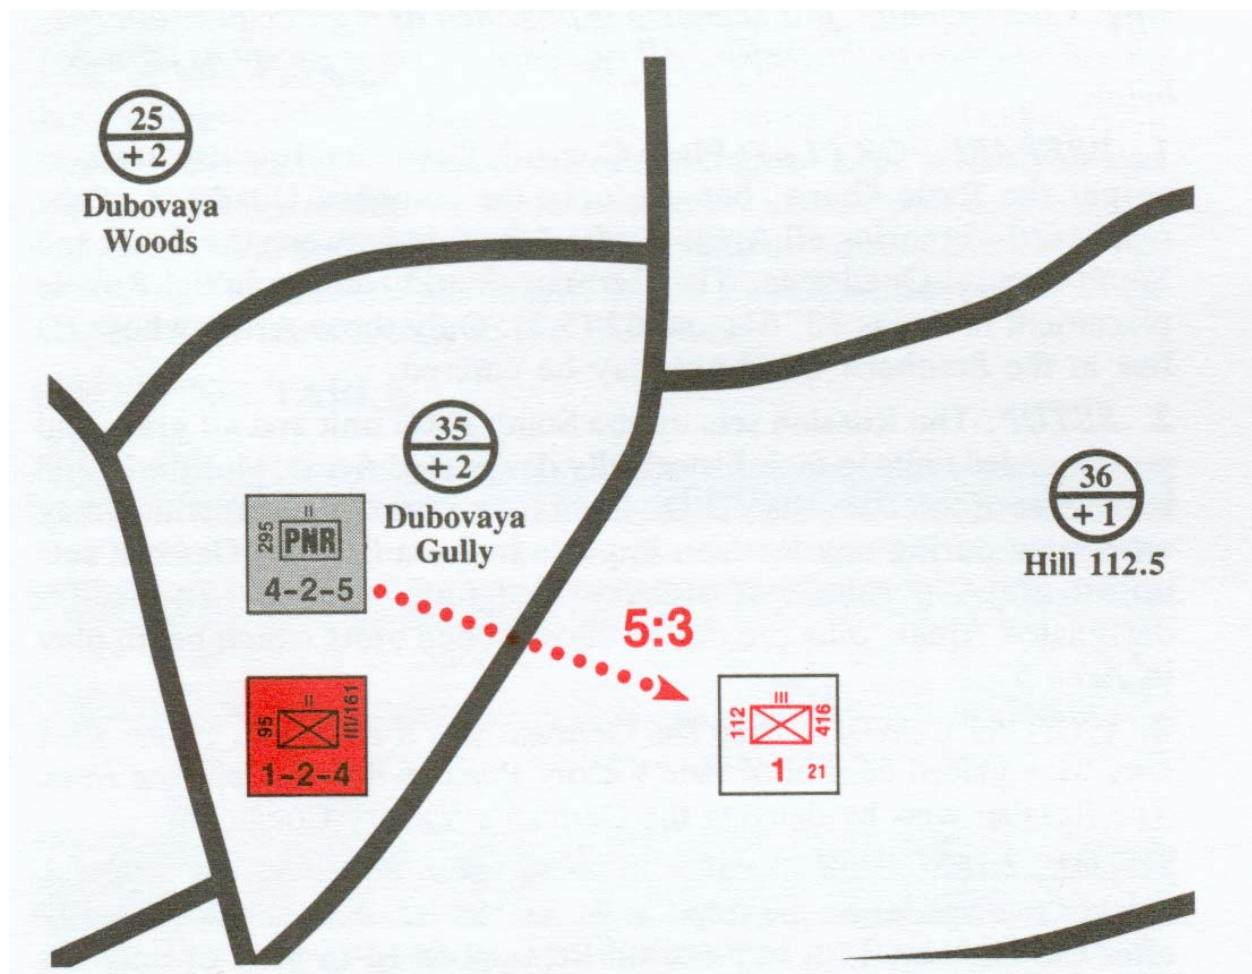 25
+2
Dubovaya
Woods
35
+2
Dubovaya
Gully
36
+1
Hill 112.5
295
II
PNR
4-2-5
5:3
95
II
III/161
1-2-4
112
III
416
1 21